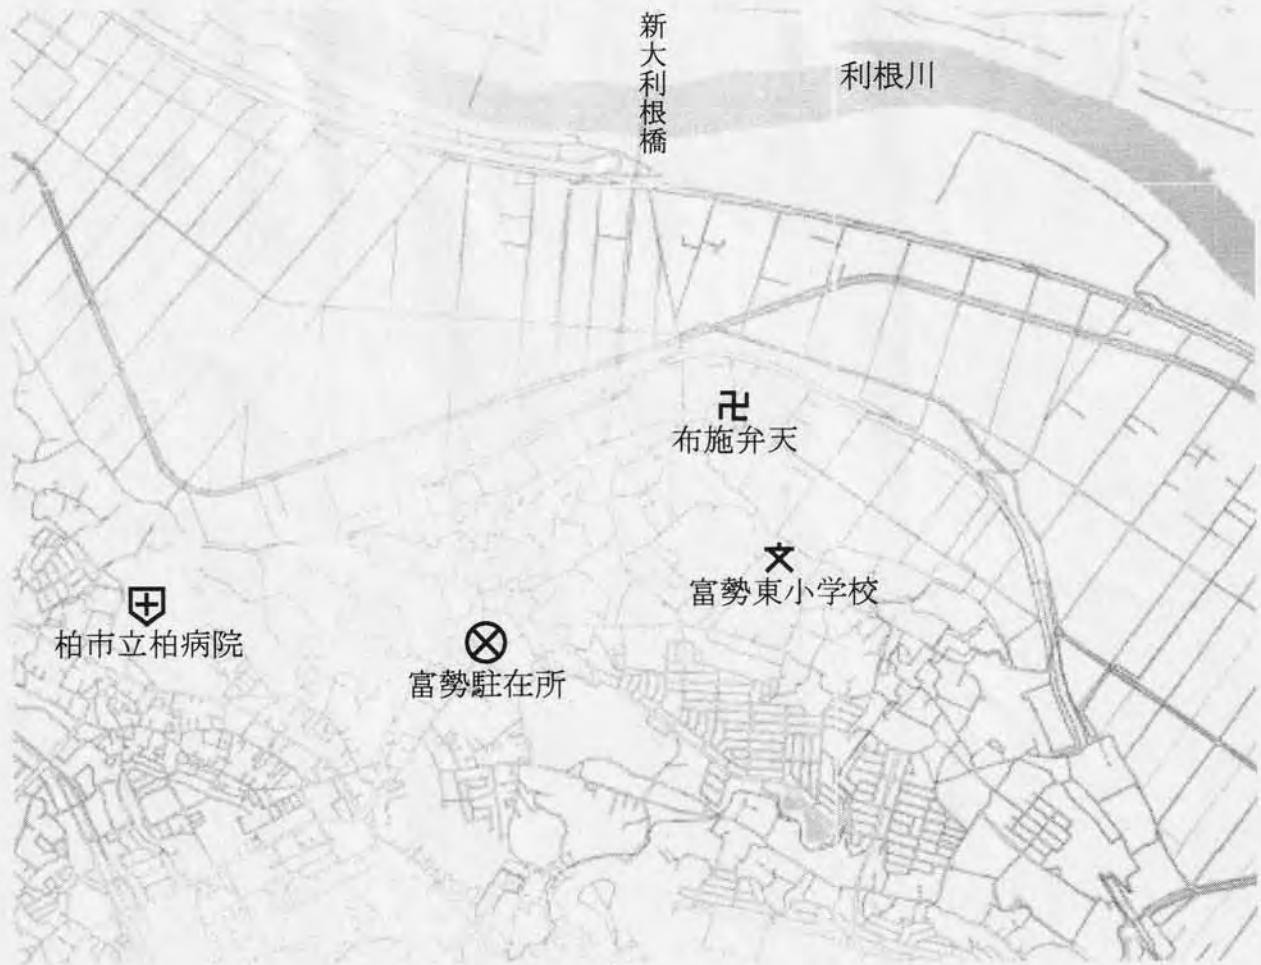 新大利根橋
利根川
布施弁天
富勢東小学校
柏市立柏病院
富勢駐在所